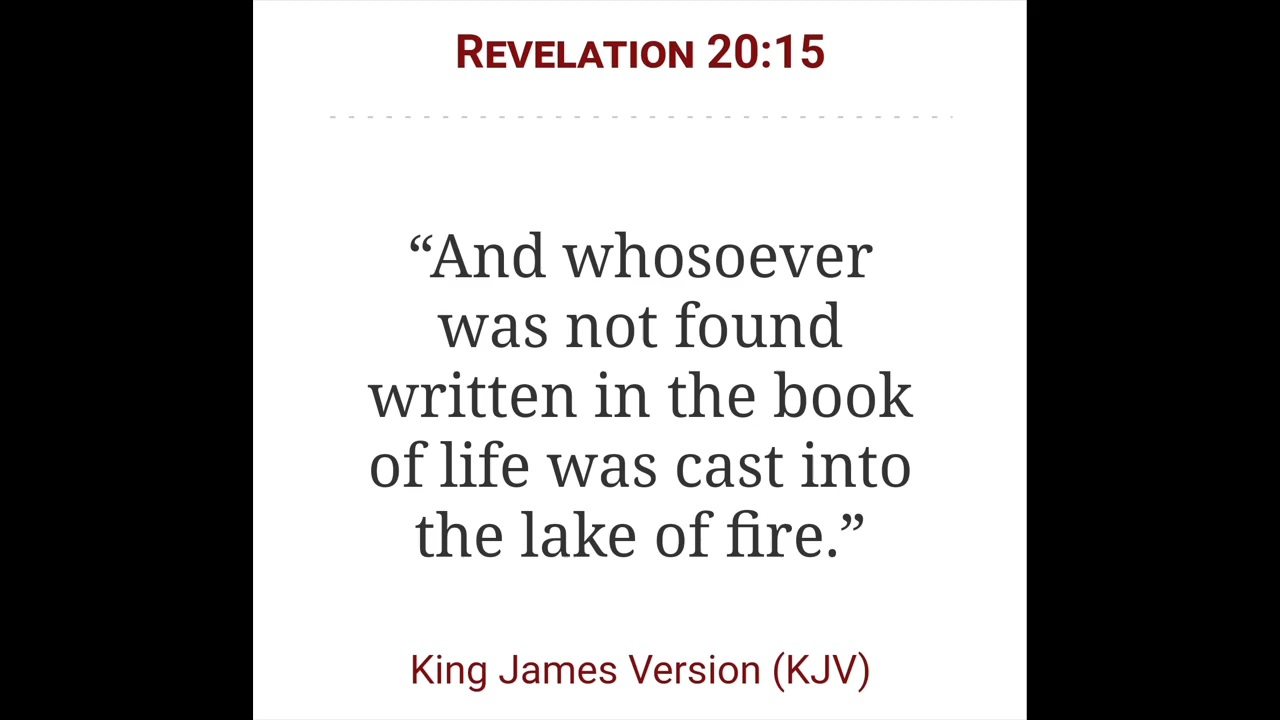 Revelation 20:15
“And whosoever
was not found
written in the book
of life was cast into
the lake of fire.”
King James Version (KJV)